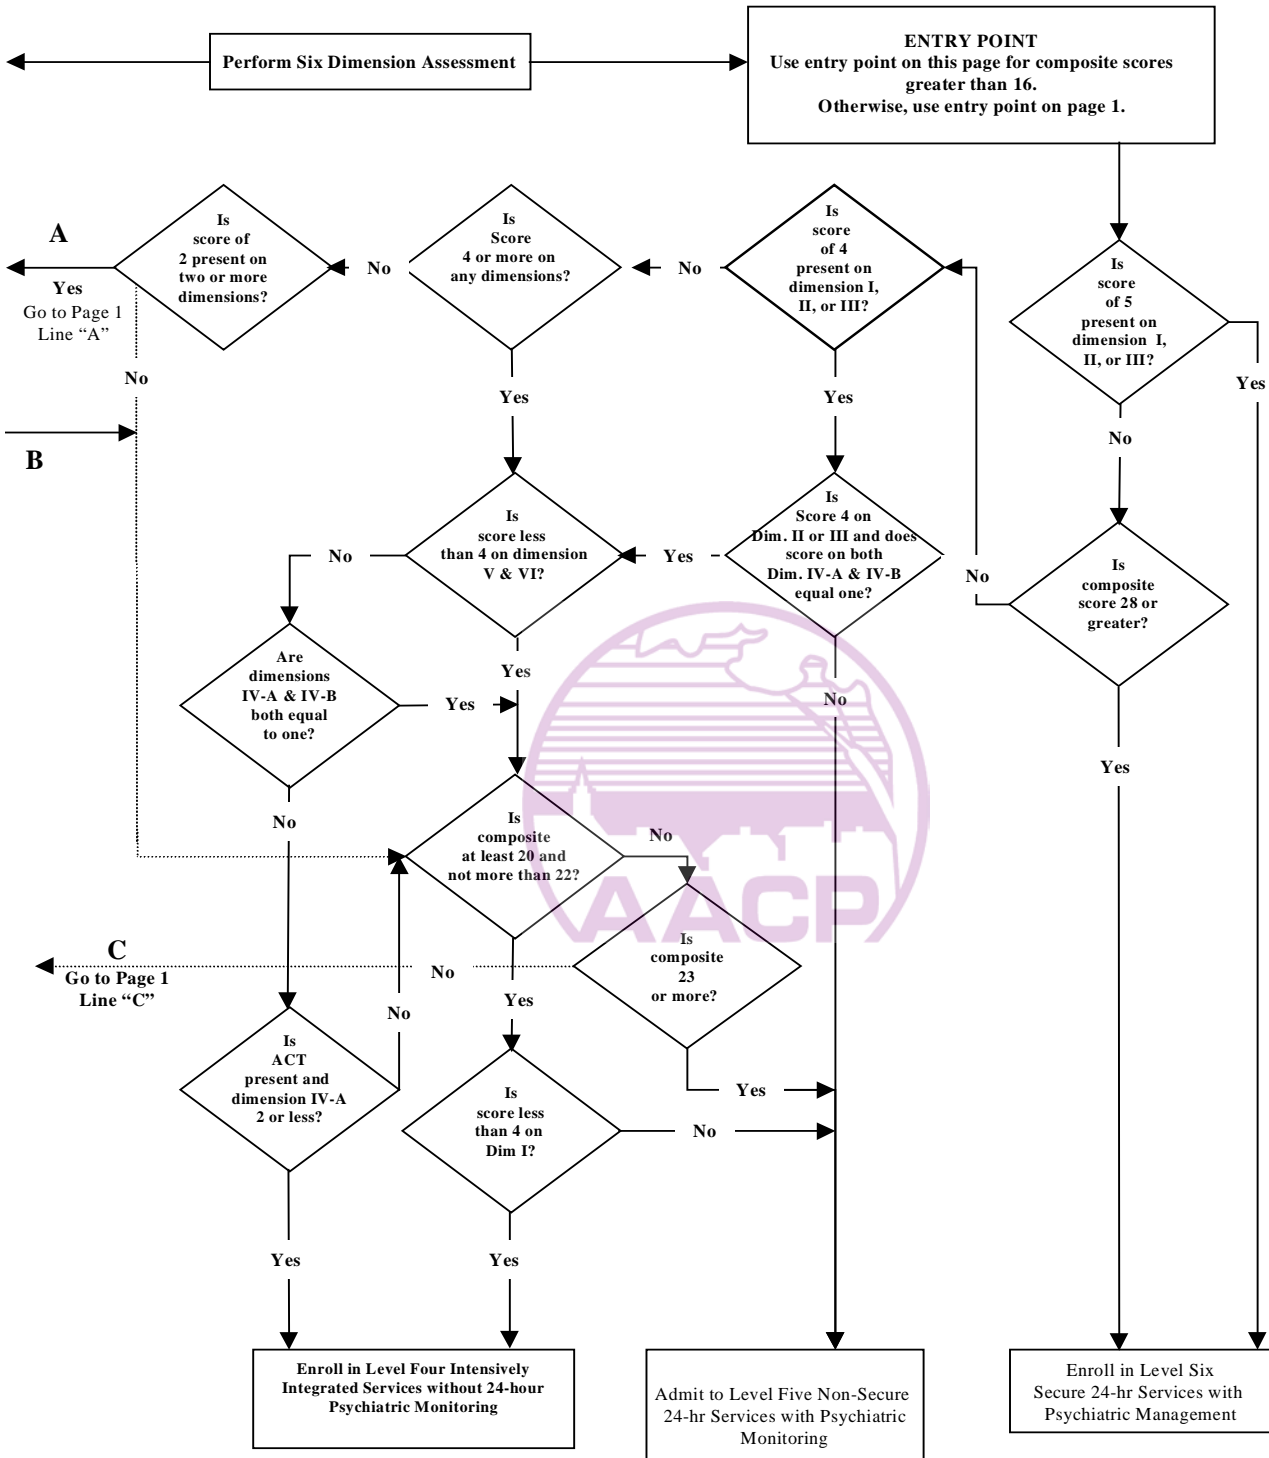 Perform Six Dimension Assessment
ENTRY POINT
Use entry point on this page for composite scores
greater than 16.
Otherwise, use entry point on page 1.
A
Yes
Go to Page 1
Line “A”
Is
score of
2 present on
two or more
dimensions?
No
Is
Score
4 or more on
any dimensions?
No
Is
score
of 4
present on
dimension I,
II, or III?
Is
score
of 5
present on
dimension I,
II, or III?
Yes
No
Yes
Yes
No
B
Is
score less
than 4 on dimension
V & VI?
No
Yes
Is
Score 4 on
Dim. II or III and does
score on both
Dim. IV-A & IV-B
equal one?
No
Is
composite
score 28 or
greater?
Are
dimensions
IV-A & IV-B
both equal
to one?
Yes
Yes
No
Yes
No
Is
composite
at least 20 and
not more than 22?
No
AACP
C
Go to Page 1
Line “C”
No
Is
composite
23
or more?
No
Yes
Is
ACT
present and
dimension IV-A
2 or less?
Is
score less
than 4 on
Dim I?
Yes
No
Yes
Yes
Enroll in Level Four Intensively
Integrated Services without 24-hour
Psychiatric Monitoring
Admit to Level Five Non-Secure
24-hr Services with Psychiatric
Monitoring
Enroll in Level Six
Secure 24-hr Services with
Psychiatric Management